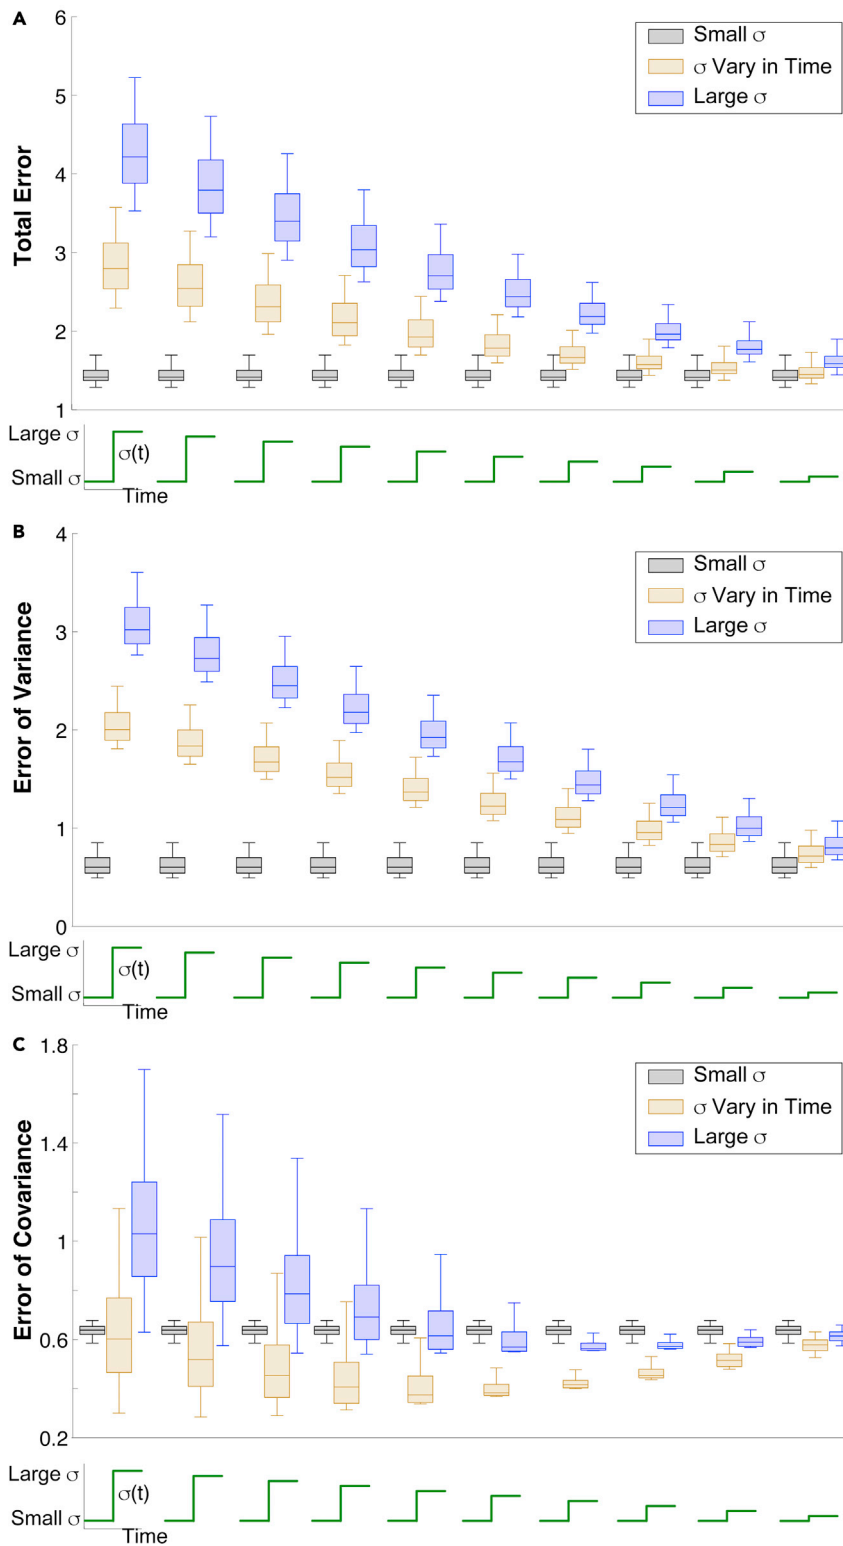 A
6
5
4
3
2
1
Total Error
Small σ
σ Vary in Time
Large σ
Large σ
σ(t)
Small σ
Time
B
4
3
2
1
0
Error of Variance
Small σ
σ Vary in Time
Large σ
Large σ
σ(t)
Small σ
Time
C
1.8
1.4
1
0.6
0.2
Error of Covariance
Small σ
σ Vary in Time
Large σ
Large σ
σ(t)
Small σ
Time